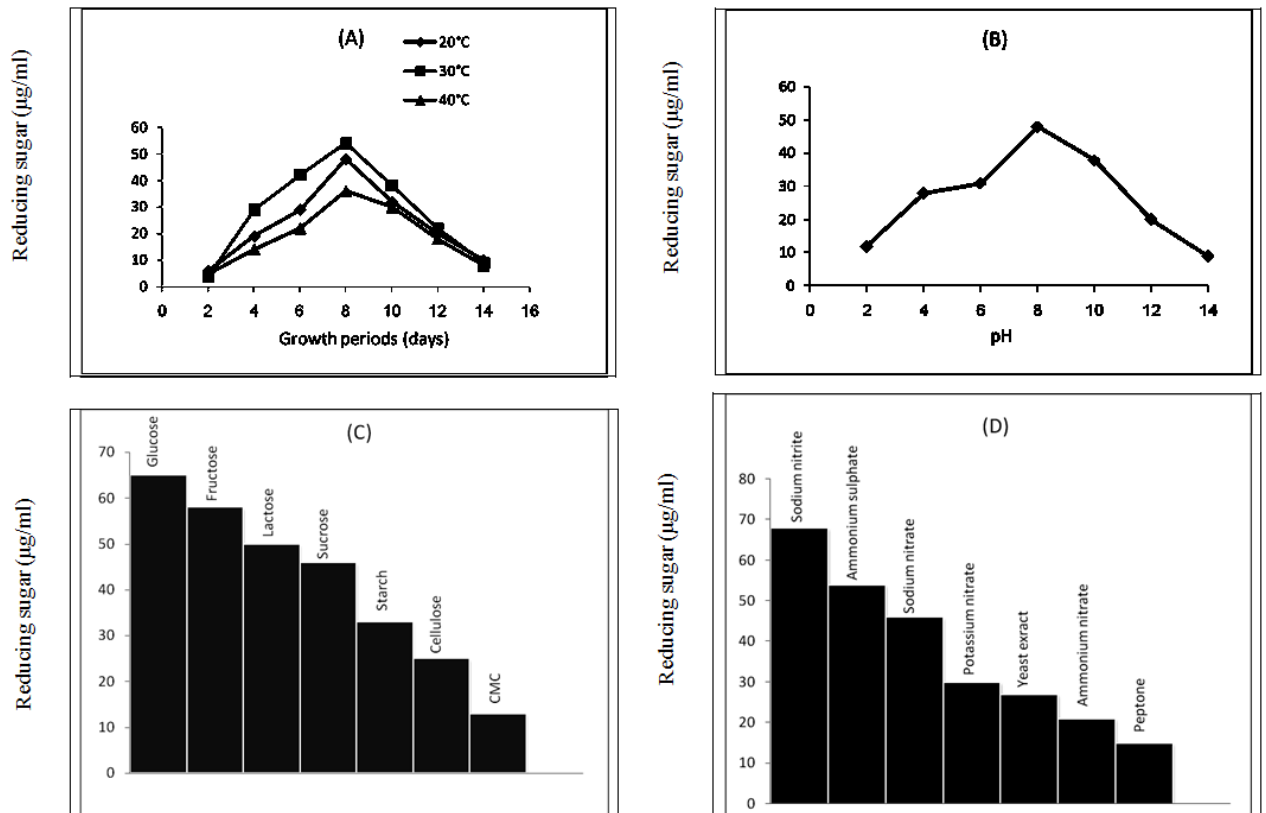 (A)
20°C
30°C
40°C
Reducing sugar (µg/ml)
60
50
40
30
20
10
0
0 2 4 6 8 10 12 14 16
Growth periods (days)
(B)
Reducing sugar (µg/ml)
60
50
40
30
20
10
0
0 2 4 6 8 10 12 14
pH
(C)
Reducing sugar (µg/ml)
70
60
50
40
30
20
10
0
Glucose
Fructose
Lactose
Sucrose
Starch
Cellulose
CMC
(D)
Reducing sugar (µg/ml)
80
70
60
50
40
30
20
10
0
Sodium nitrite
Ammonium sulphate
Sodium nitrate
Potassium nitrate
Yeast exract
Ammonium nitrate
Peptone